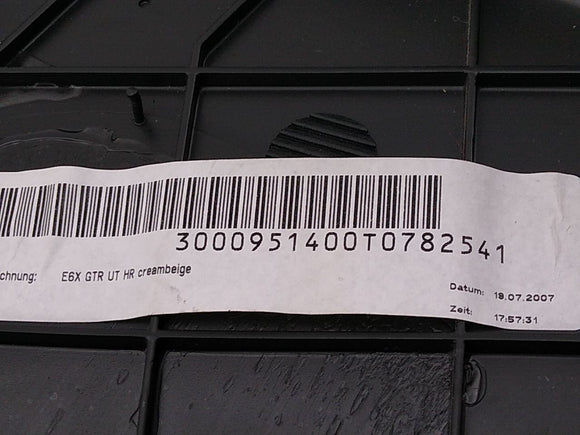 3000951400T0782541
chnung: E6X GTR UT HR creambeige
Datum: 19.07.2007
Zeit: 17:57:31